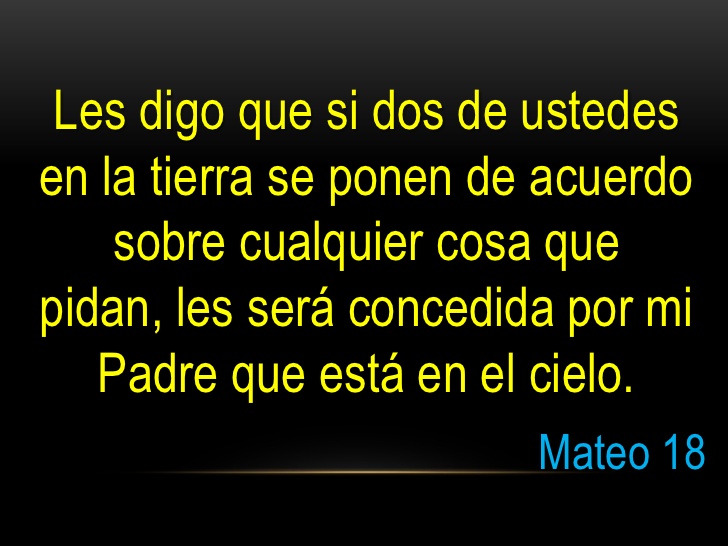 Les digo que si dos de ustedes
en la tierra se ponen de acuerdo
sobre cualquier cosa que
pidan, les será concedida por mi
Padre que está en el cielo.
Mateo 18